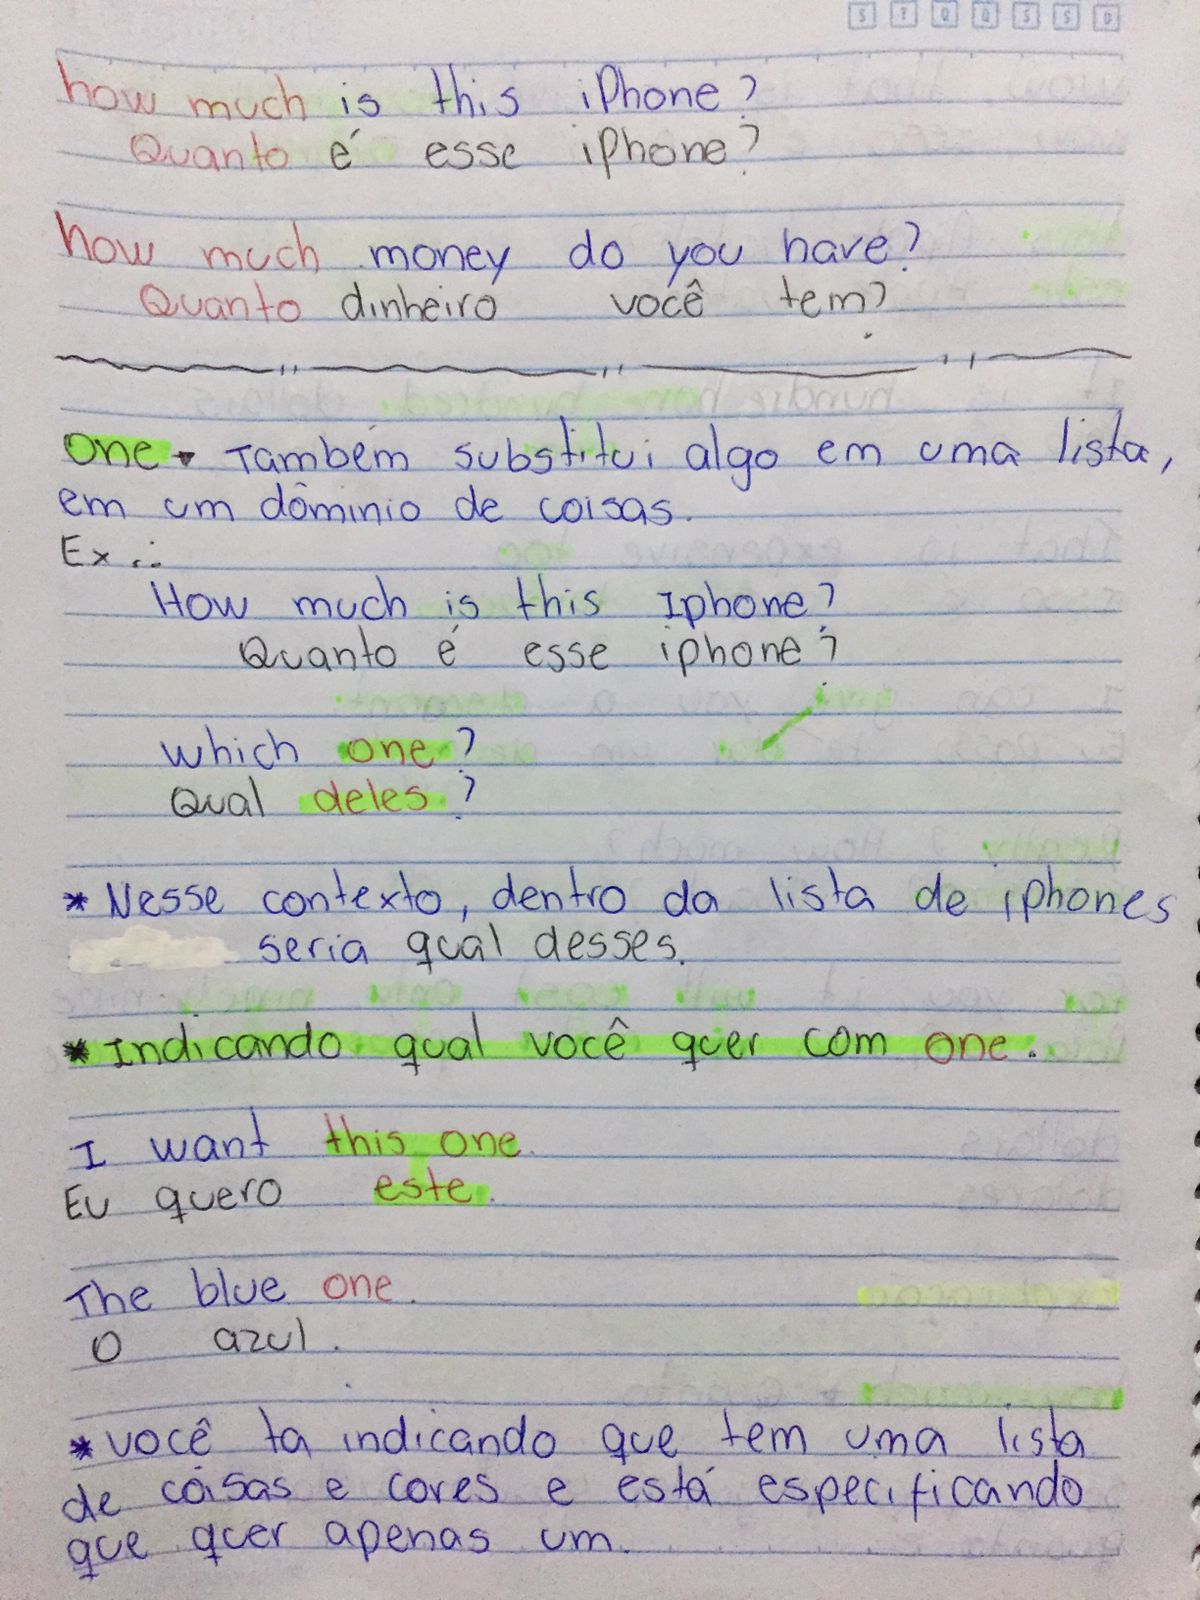 S T Q Q S S D
how much is this iPhone?
Quanto é esse iphone?
how much money do you have?
Quanto dinheiro você tem?
One → Também substitui algo em uma lista,
em um dôminio de coisas.
Ex.:
How much is this Iphone?
Quanto é esse iphone?
Which one?
Qual deles?
* Nesse contexto, dentro da lista de iphones
seria qual desses.
* Indicando qual você quer com one.
I want this one.
Eu quero este.
The blue one.
O azul.
* você ta indicando que tem uma lista
de coisas e cores e está especificando
que quer apenas um.